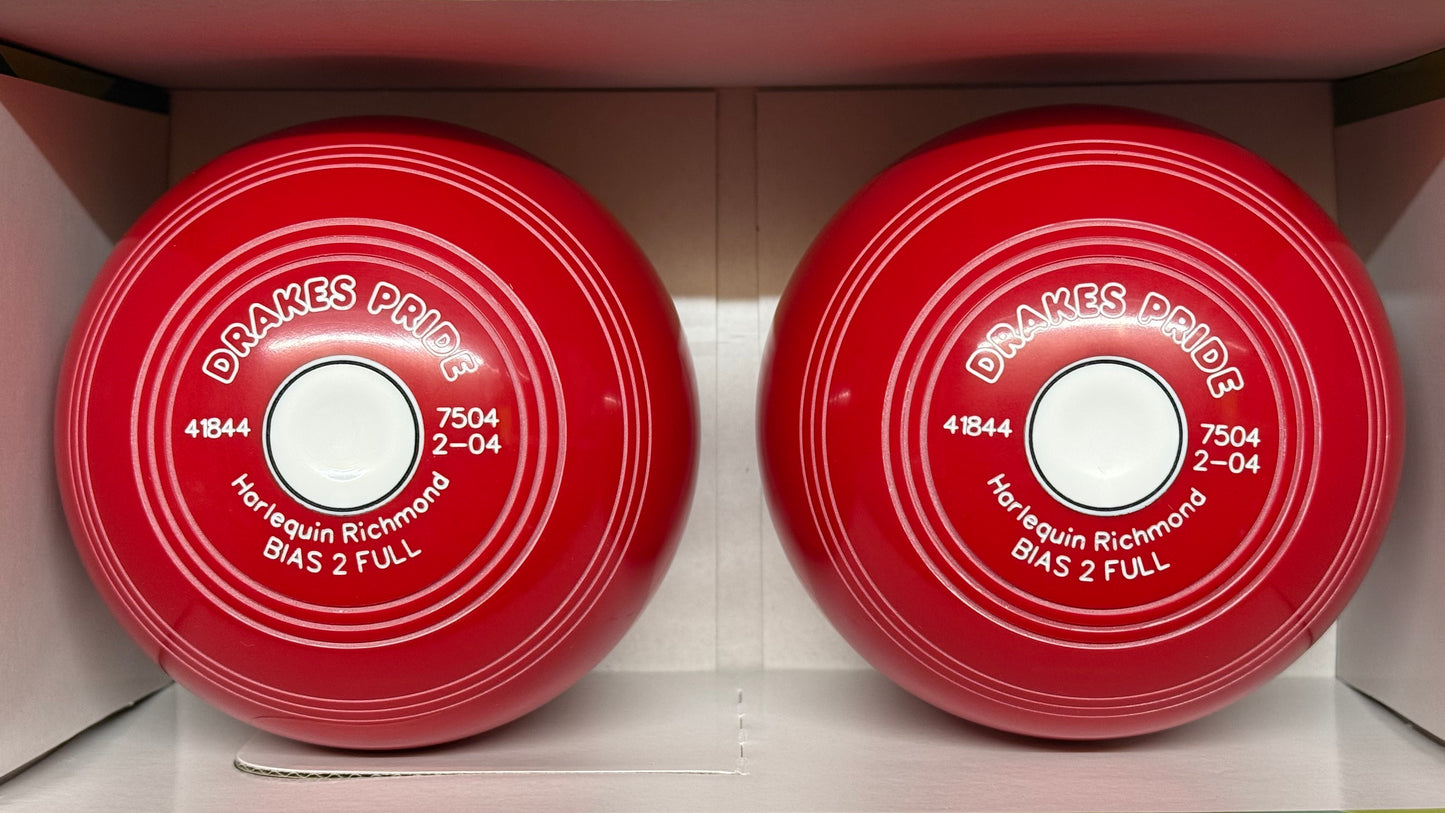 DRAKES PRIDE
41844
7504
2-04
Harlequin Richmond
BIAS 2 FULL
DRAKES PRIDE
41844
7504
2-04
Harlequin Richmond
BIAS 2 FULL